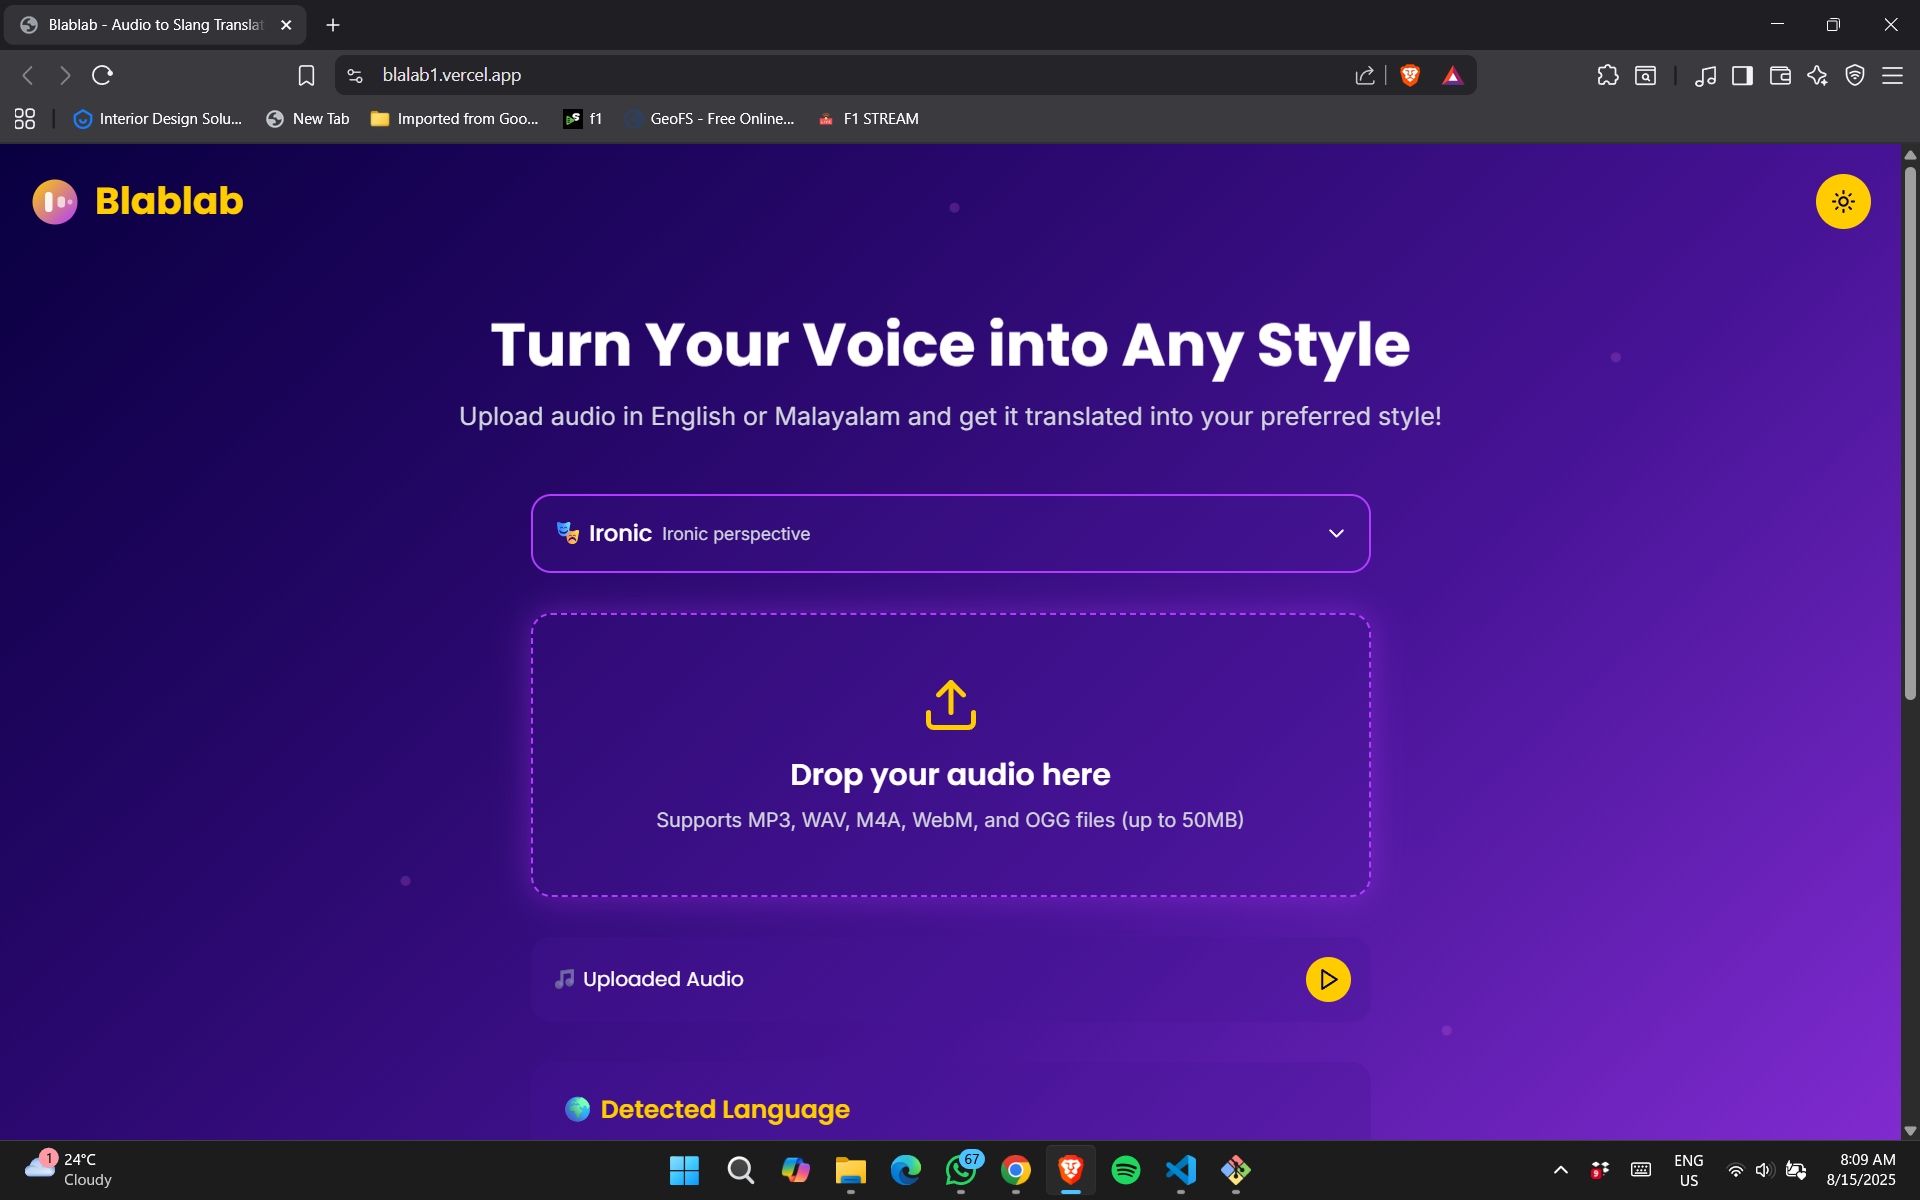 Blablab - Audio to Slang Translat
blalab1.vercel.app
Interior Design Solu...
New Tab
Imported from Goo...
f1
GeoFS - Free Online...
F1 STREAM
Blablab
Turn Your Voice into Any Style
Upload audio in English or Malayalam and get it translated into your preferred style!
Ironic Ironic perspective
Drop your audio here
Supports MP3, WAV, M4A, WebM, and OGG files (up to 50MB)
Uploaded Audio
Detected Language
1
24°C
Cloudy
67
9
ENG
US
8:09 AM
8/15/2025